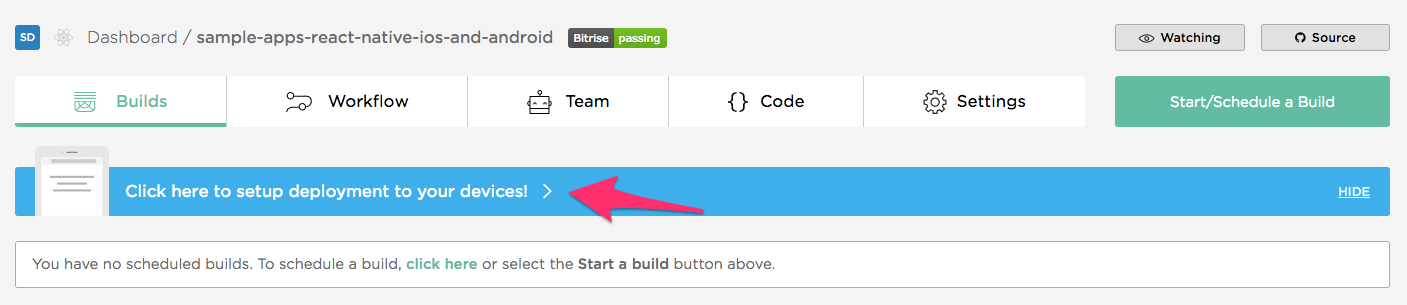 SD Dashboard / sample-apps-react-native-ios-and-android Bitrise passing Watching Source
Builds Workflow Team Code Settings Start/Schedule a Build
Click here to setup deployment to your devices! HIDE
You have no scheduled builds. To schedule a build, click here or select the Start a build button above.